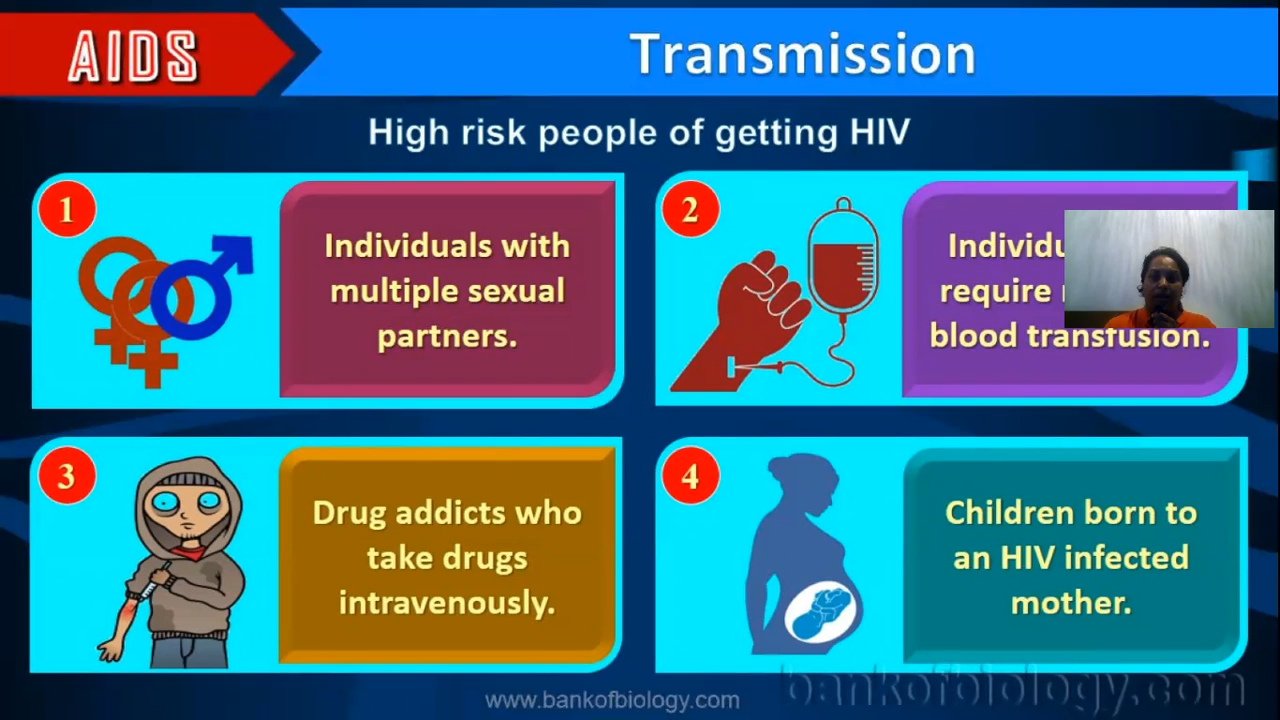 AIDS
Transmission
High risk people of getting HIV
1
Individuals with
multiple sexual
partners.
2
require
blood transfusion.
3
Drug addicts who
take drugs
intravenously.
4
Children born to
an HIV infected
mother.
www.bankofbiology.com
bankofbiology.com